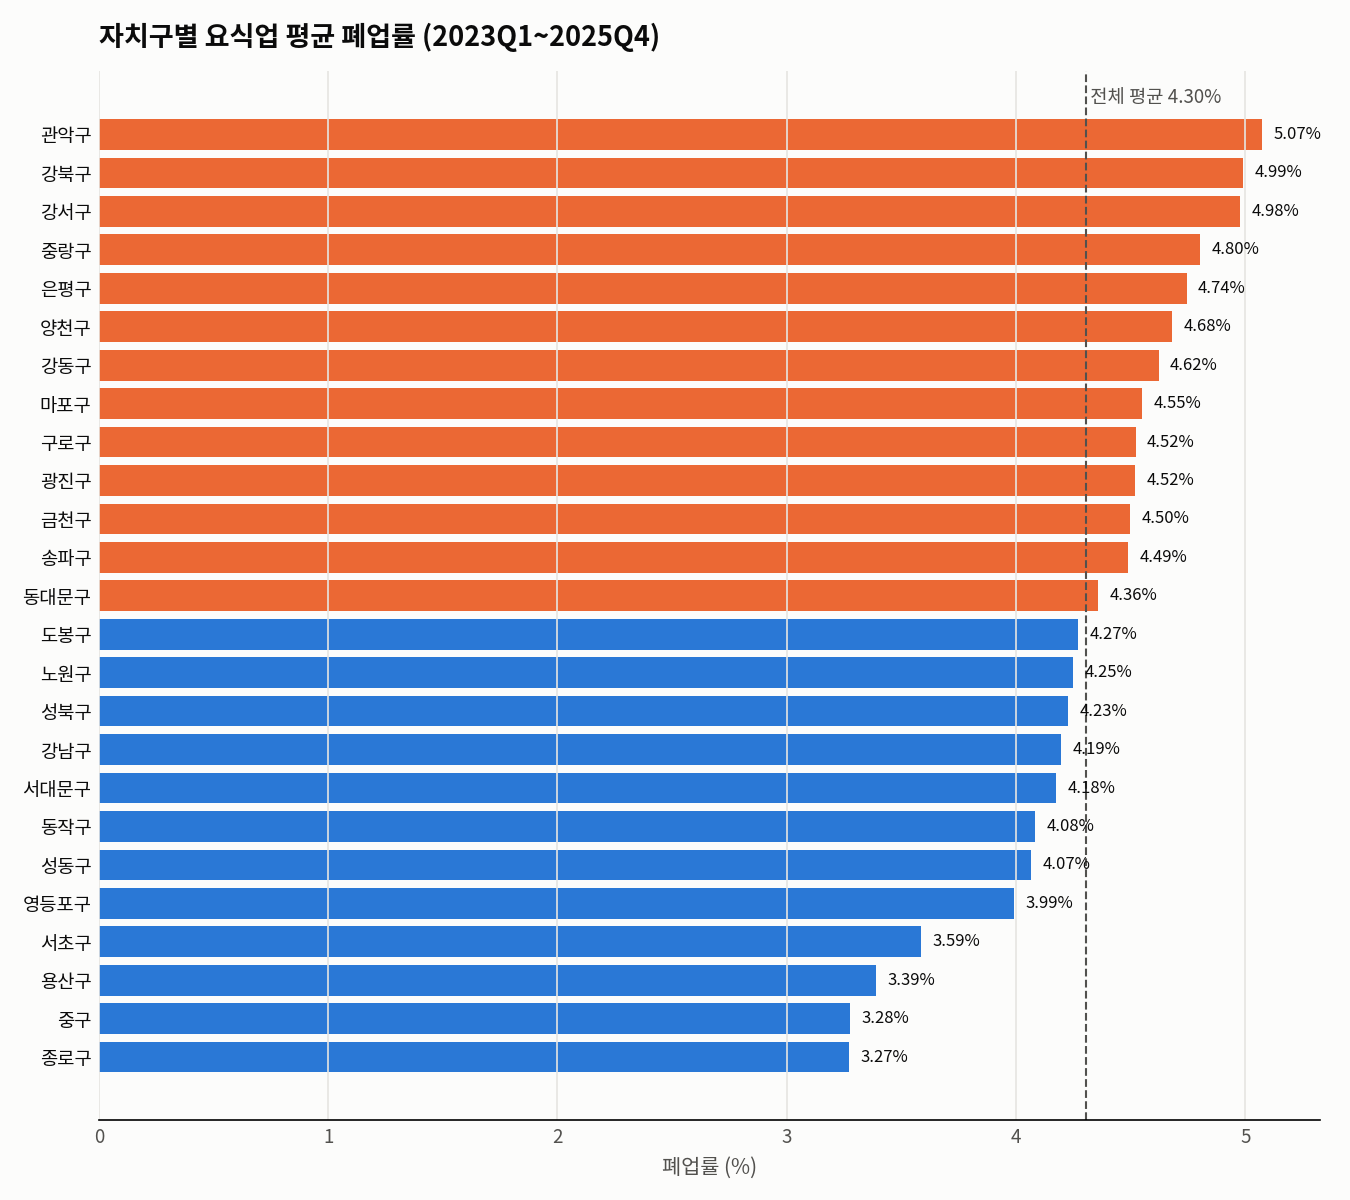 자치구별 요식업 평균 폐업률 (2023Q1~2025Q4)
전체 평균 4.30%
관악구 5.07%
강북구 4.99%
강서구 4.98%
중랑구 4.80%
은평구 4.74%
양천구 4.68%
강동구 4.62%
마포구 4.55%
구로구 4.52%
광진구 4.52%
금천구 4.50%
송파구 4.49%
동대문구 4.36%
도봉구 4.27%
노원구 4.25%
성북구 4.23%
강남구 4.19%
서대문구 4.18%
동작구 4.08%
성동구 4.07%
영등포구 3.99%
서초구 3.59%
용산구 3.39%
중구 3.28%
종로구 3.27%
0 1 2 3 4 5
폐업률 (%)